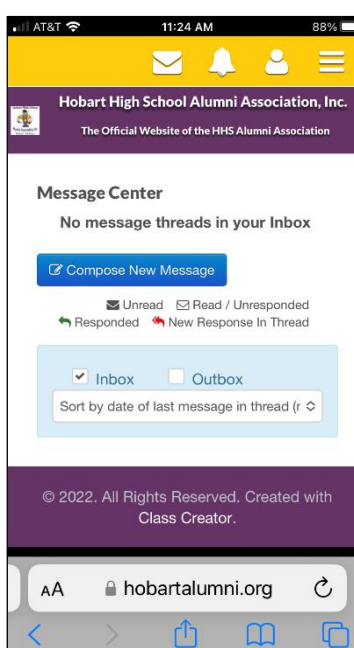 AT&T 11:24 AM 88%
Hobart High School Alumni Association, Inc.
The Official Website of the HHS Alumni Association
Message Center
No message threads in your Inbox
Compose New Message
Unread Read / Unresponded
Responded New Response In Thread
Inbox Outbox
Sort by date of last message in thread (r
© 2022. All Rights Reserved. Created with
Class Creator.
AA hobartalumni.org